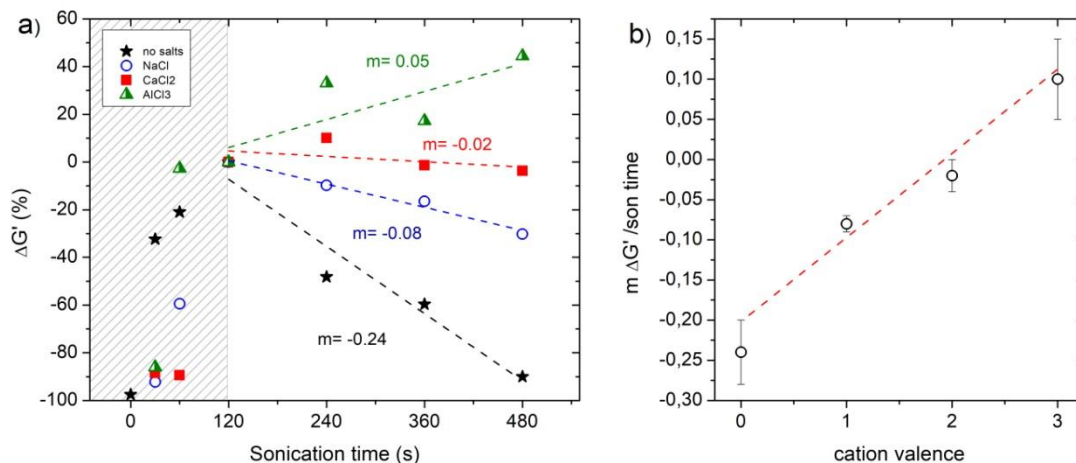 a)
60
40
20
0
-20
-40
-60
-80
-100
ΔG' (%)
no salts
NaCl
CaCl2
AlCl3
m= 0.05
m= -0.02
m= -0.08
m= -0.24
0
120
240
360
480
Sonication time (s)
b)
0,15
0,10
0,05
0,00
-0,05
-0,10
-0,15
-0,20
-0,25
-0,30
m ΔG' /son time
0
1
2
3
cation valence